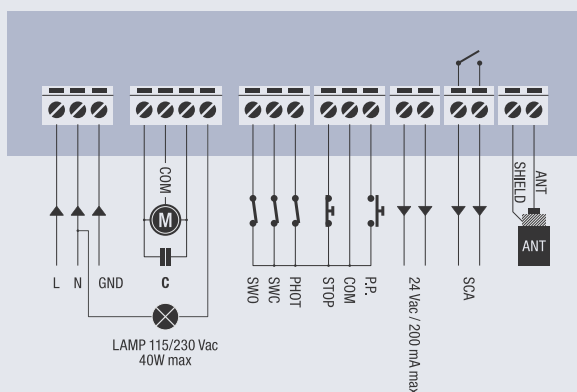 COM
M
C
L N GND
LAMP 115/230 Vac
40W max
SWO
SWC
PHOT
STOP
COM
P.P.
24 Vac / 200 mA max
SCA
SHIELD
ANT
ANT